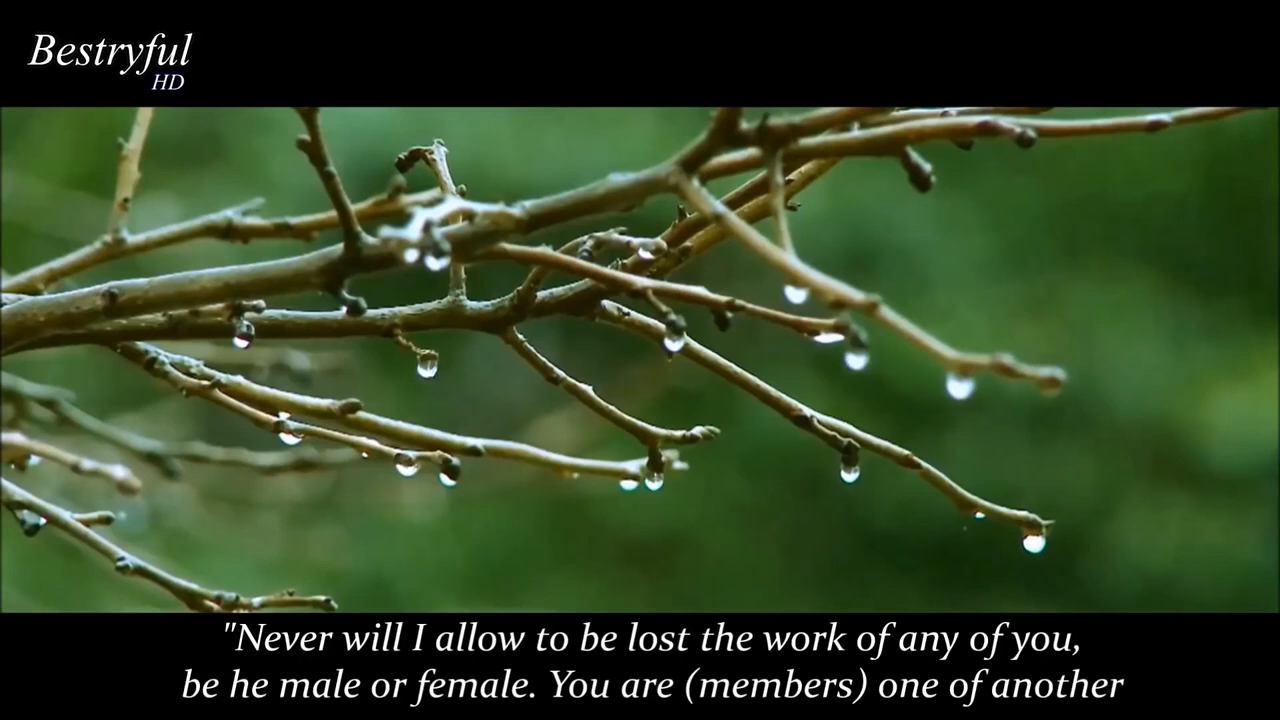 Bestryful
HD
"Never will I allow to be lost the work of any of you,
be he male or female. You are (members) one of another